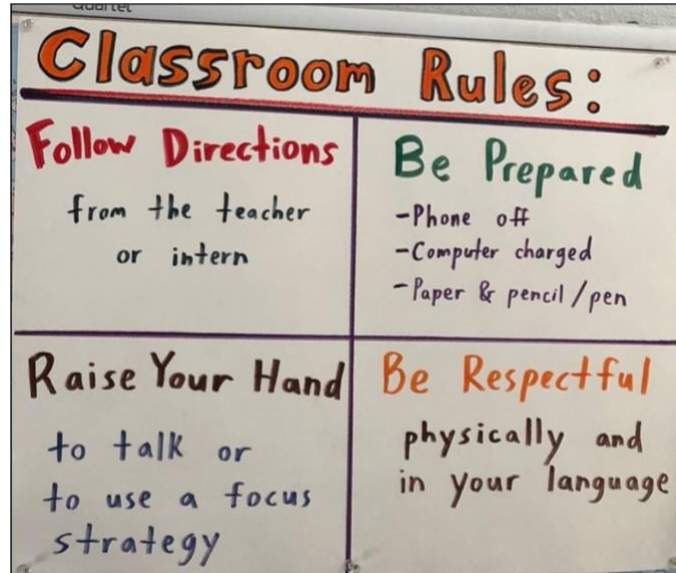 Quartet
Classroom Rules:
Follow Directions
from the teacher
or intern
Be Prepared
-Phone off
-Computer charged
-Paper & pencil/pen
Raise Your Hand
to talk or
to use a focus
strategy
Be Respectful
physically and
in your language